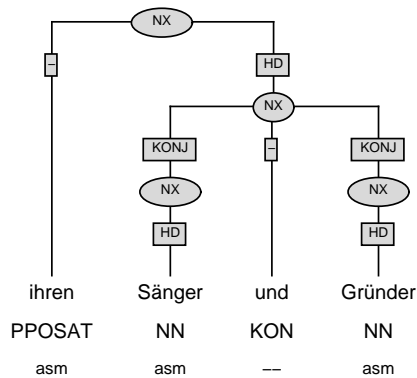 NX
– HD
NX
KONJ – KONJ
NX NX
HD HD
ihren Sänger und Gründer
PPOSAT NN KON NN
asm asm –– asm